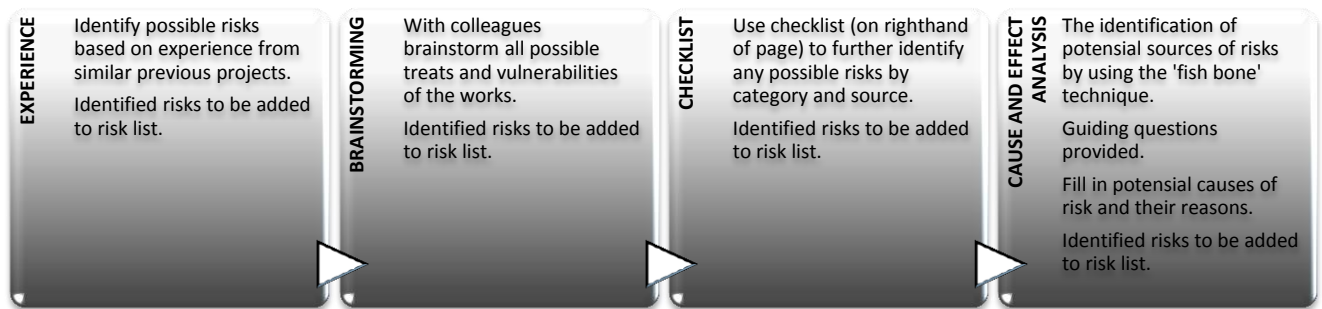 EXPERIENCE
Identify possible risks
based on experience from
similar previous projects.
Identified risks to be added
to risk list.
BRAINSTORMING
With colleagues
brainstorm all possible
treats and vulnerabilities
of the works.
Identified risks to be added
to risk list.
CHECKLIST
Use checklist (on righthand
of page) to further identify
any possible risks by
category and source.
Identified risks to be added
to risk list.
CAUSE AND EFFECT
ANALYSIS
The identification of
potensial sources of risks
by using the 'fish bone'
technique.
Guiding questions
provided.
Fill in potensial causes of
risk and their reasons.
Identified risks to be added
to risk list.